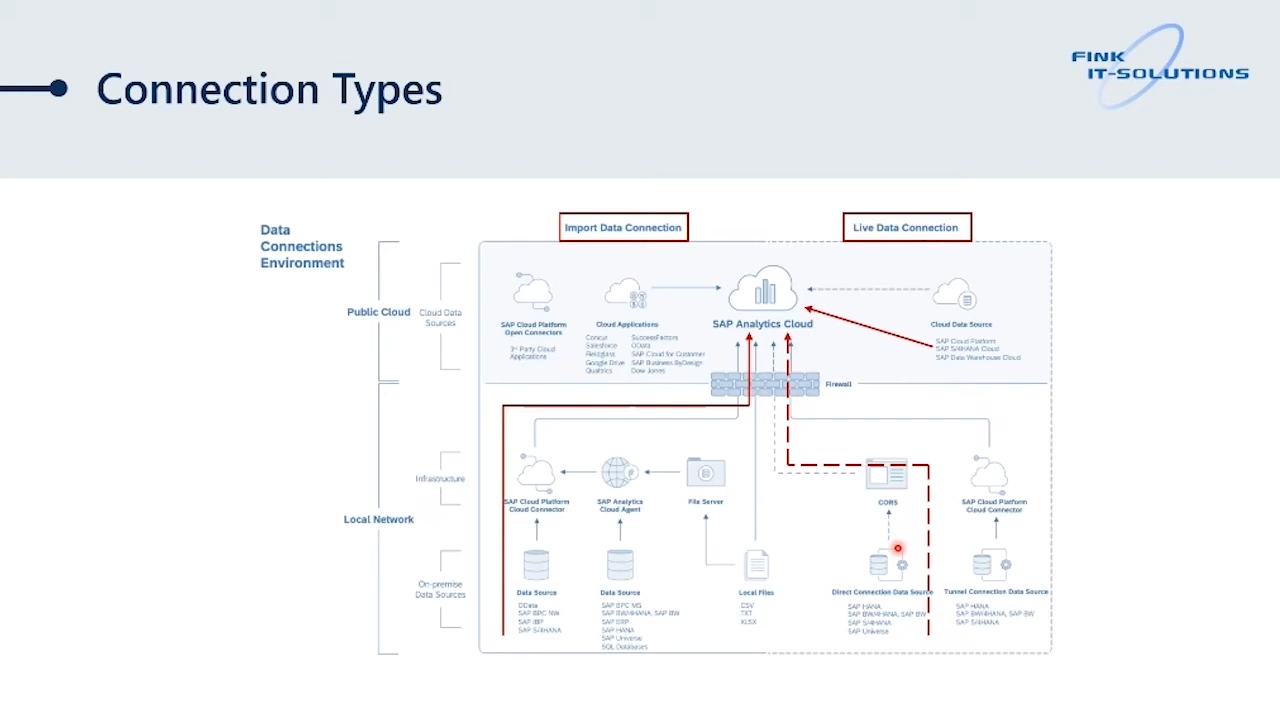 Connection Types
FINK
IT-SOLUTIONS
Data
Connections
Environment
Import Data Connection
Live Data Connection
Public Cloud
Cloud Data
Sources
SAP Cloud Platform
Open Connectors
3rd Party Cloud
Applications
Cloud Applications
Concur
Salesforce
Fieldglass
Google Drive
Qualtrics
SuccessFactors
OData
SAP Cloud for Customer
SAP Business ByDesign
Dow Jones
SAP Analytics Cloud
Cloud Data Source
SAP Cloud Platform
SAP S/4HANA Cloud
SAP Data Warehouse Cloud
Firewall
Infrastructure
Local Network
SAP Cloud Platform
Cloud Connector
SAP Analytics
Cloud Agent
File Server
CORS
SAP Cloud Platform
Cloud Connector
On-premise
Data Sources
Data Source
OData
SAP BPC NW
SAP IBP
SAP S/4HANA
Data Source
SAP BPC MS
SAP BW/4HANA, SAP BW
SAP ERP
SAP HANA
SAP Universe
SQL Databases
Local Files
CSV
TXT
XLSX
Direct Connection Data Source
SAP HANA
SAP BW/4HANA, SAP BW
SAP S/4HANA
SAP Universe
Tunnel Connection Data Source
SAP HANA
SAP BW/4HANA, SAP BW
SAP S/4HANA